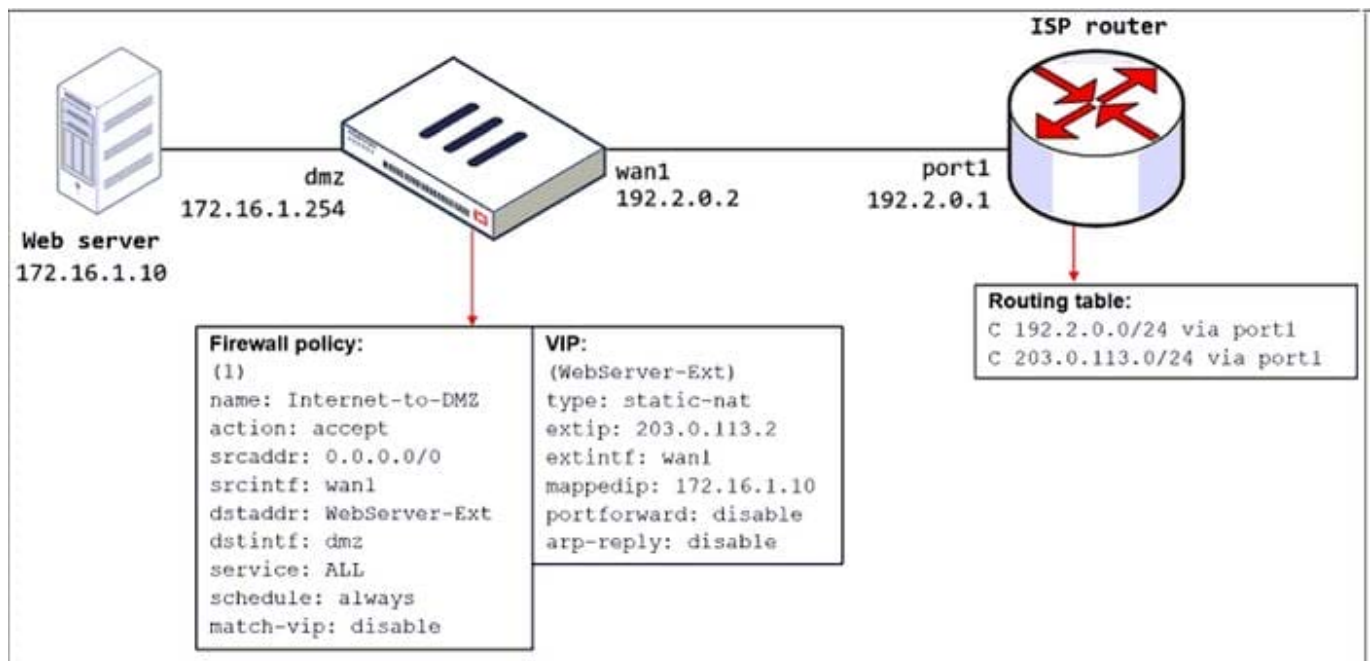 ISP router
dmz
172.16.1.254
wan1
192.2.0.2
port1
192.2.0.1
Web server
172.16.1.10
Routing table:
C 192.2.0.0/24 via port1
C 203.0.113.0/24 via port1
Firewall policy:
(1)
name: Internet-to-DMZ
action: accept
srcaddr: 0.0.0.0/0
srcintf: wan1
dstaddr: WebServer-Ext
dstintf: dmz
service: ALL
schedule: always
match-vip: disable
VIP:
(WebServer-Ext)
type: static-nat
extip: 203.0.113.2
extintf: wan1
mappedip: 172.16.1.10
portforward: disable
arp-reply: disable